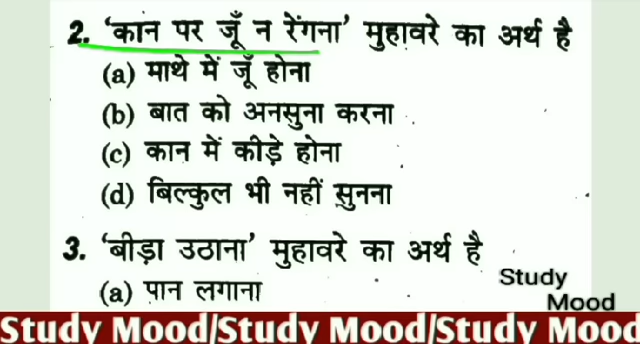 2. ‘कान पर जूँ न रेंगना’ मुहावरे का अर्थ है
(a) माथे में जूँ होना
(b) बात को अनसुना करना
(c) कान में कीड़े होना
(d) बिल्कुल भी नहीं सुनना
3. ‘बीड़ा उठाना’ मुहावरे का अर्थ है
(a) पान लगाना
Study
Mood
Study Mood/Study Mood/Study Mood